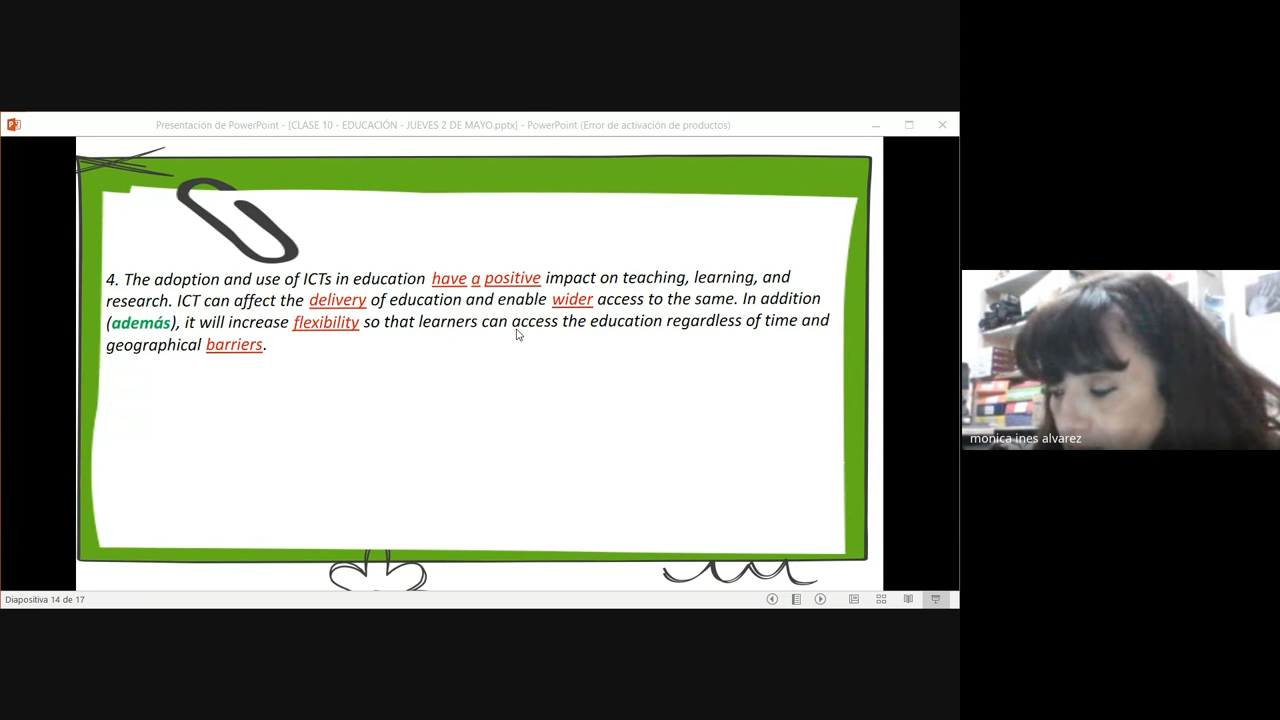 Presentación de PowerPoint - [CLASE 10 - EDUCACIÓN - JUEVES 2 DE MAYO.pptx] - PowerPoint (Error de activación de productos)
4. The adoption and use of ICTs in education have a positive impact on teaching, learning, and
research. ICT can affect the delivery of education and enable wider access to the same. In addition
(además), it will increase flexibility so that learners can access the education regardless of time and
geographical barriers.
monica ines alvarez
Diapositiva 14 de 17